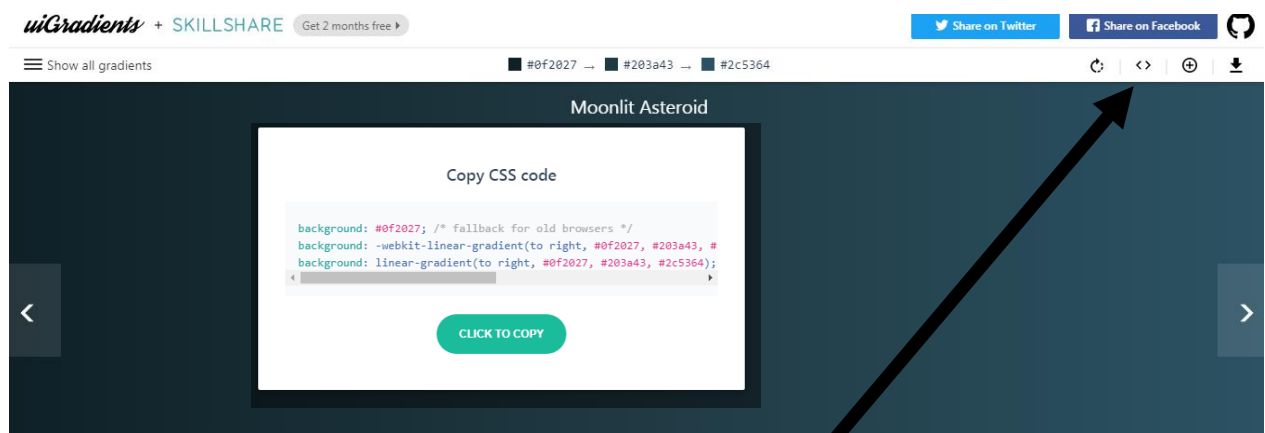 uiGradients + SKILLSHARE Get 2 months free
Share on Twitter
Share on Facebook
Show all gradients
#0f2027 → #203a43 → #2c5364
<>
Moonlit Asteroid
Copy CSS code
background: #0f2027; /* fallback for old browsers */
background: -webkit-linear-gradient(to right, #0f2027, #203a43, #
background: linear-gradient(to right, #0f2027, #203a43, #2c5364);
CLICK TO COPY